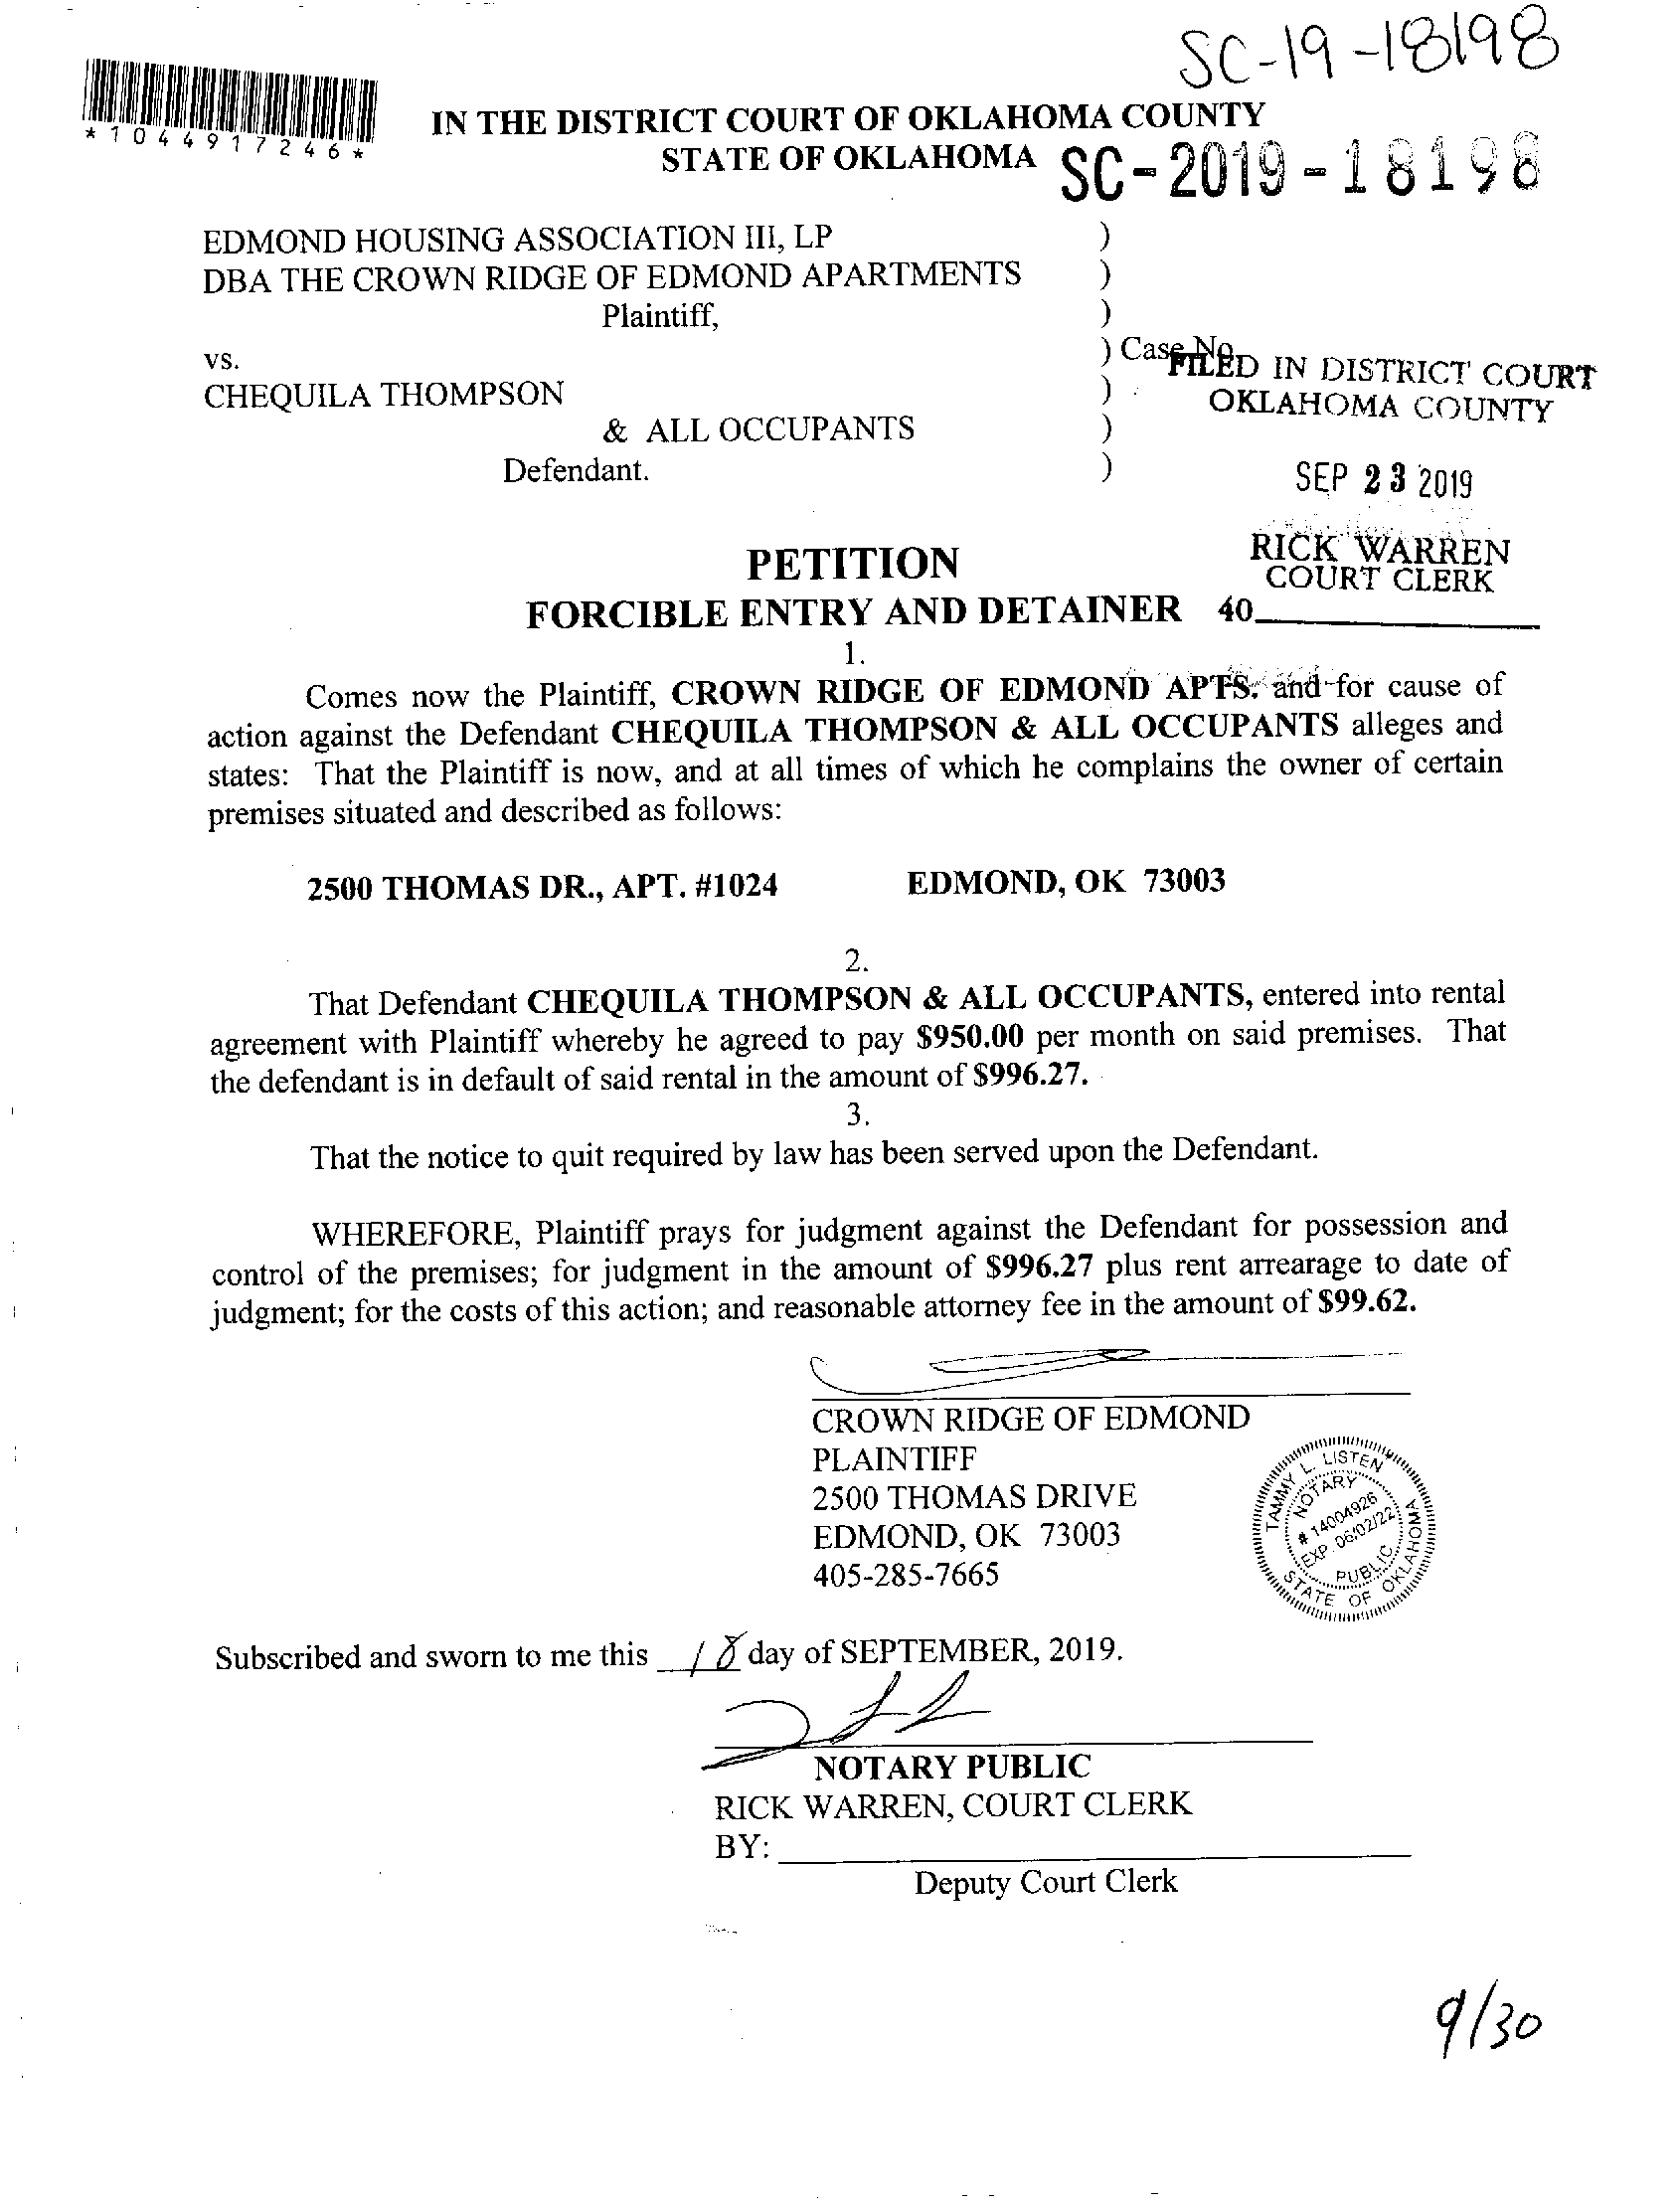 SC-19-18198
*1044917246*
IN THE DISTRICT COURT OF OKLAHOMA COUNTY
STATE OF OKLAHOMA
SC-2019-18198
EDMOND HOUSING ASSOCIATION III, LP )
DBA THE CROWN RIDGE OF EDMOND APARTMENTS )
Plaintiff, )
vs. ) Case No.
FILED IN DISTRICT COURT
OKLAHOMA COUNTY
CHEQUILA THOMPSON )
& ALL OCCUPANTS )
Defendant. )
SEP 23 2019
RICK WARREN
COURT CLERK
40
PETITION
FORCIBLE ENTRY AND DETAINER
1.
Comes now the Plaintiff, CROWN RIDGE OF EDMOND APTS. and for cause of
action against the Defendant CHEQUILA THOMPSON & ALL OCCUPANTS alleges and
states: That the Plaintiff is now, and at all times of which he complains the owner of certain
premises situated and described as follows:
2500 THOMAS DR., APT. #1024 EDMOND, OK 73003
2.
That Defendant CHEQUILA THOMPSON & ALL OCCUPANTS, entered into rental
agreement with Plaintiff whereby he agreed to pay $950.00 per month on said premises. That
the defendant is in default of said rental in the amount of $996.27.
3.
That the notice to quit required by law has been served upon the Defendant.
WHEREFORE, Plaintiff prays for judgment against the Defendant for possession and
control of the premises; for judgment in the amount of $996.27 plus rent arrearage to date of
judgment; for the costs of this action; and reasonable attorney fee in the amount of $99.62.
CROWN RIDGE OF EDMOND
PLAINTIFF
2500 THOMAS DRIVE
EDMOND, OK 73003
405-285-7665
TAMMY L. LISTEN
NOTARY
# 14004926
EXP. 06/02/22
PUBLIC
STATE OF OKLAHOMA
Subscribed and sworn to me this 18 day of SEPTEMBER, 2019.
NOTARY PUBLIC
RICK WARREN, COURT CLERK
BY:
Deputy Court Clerk
9/30